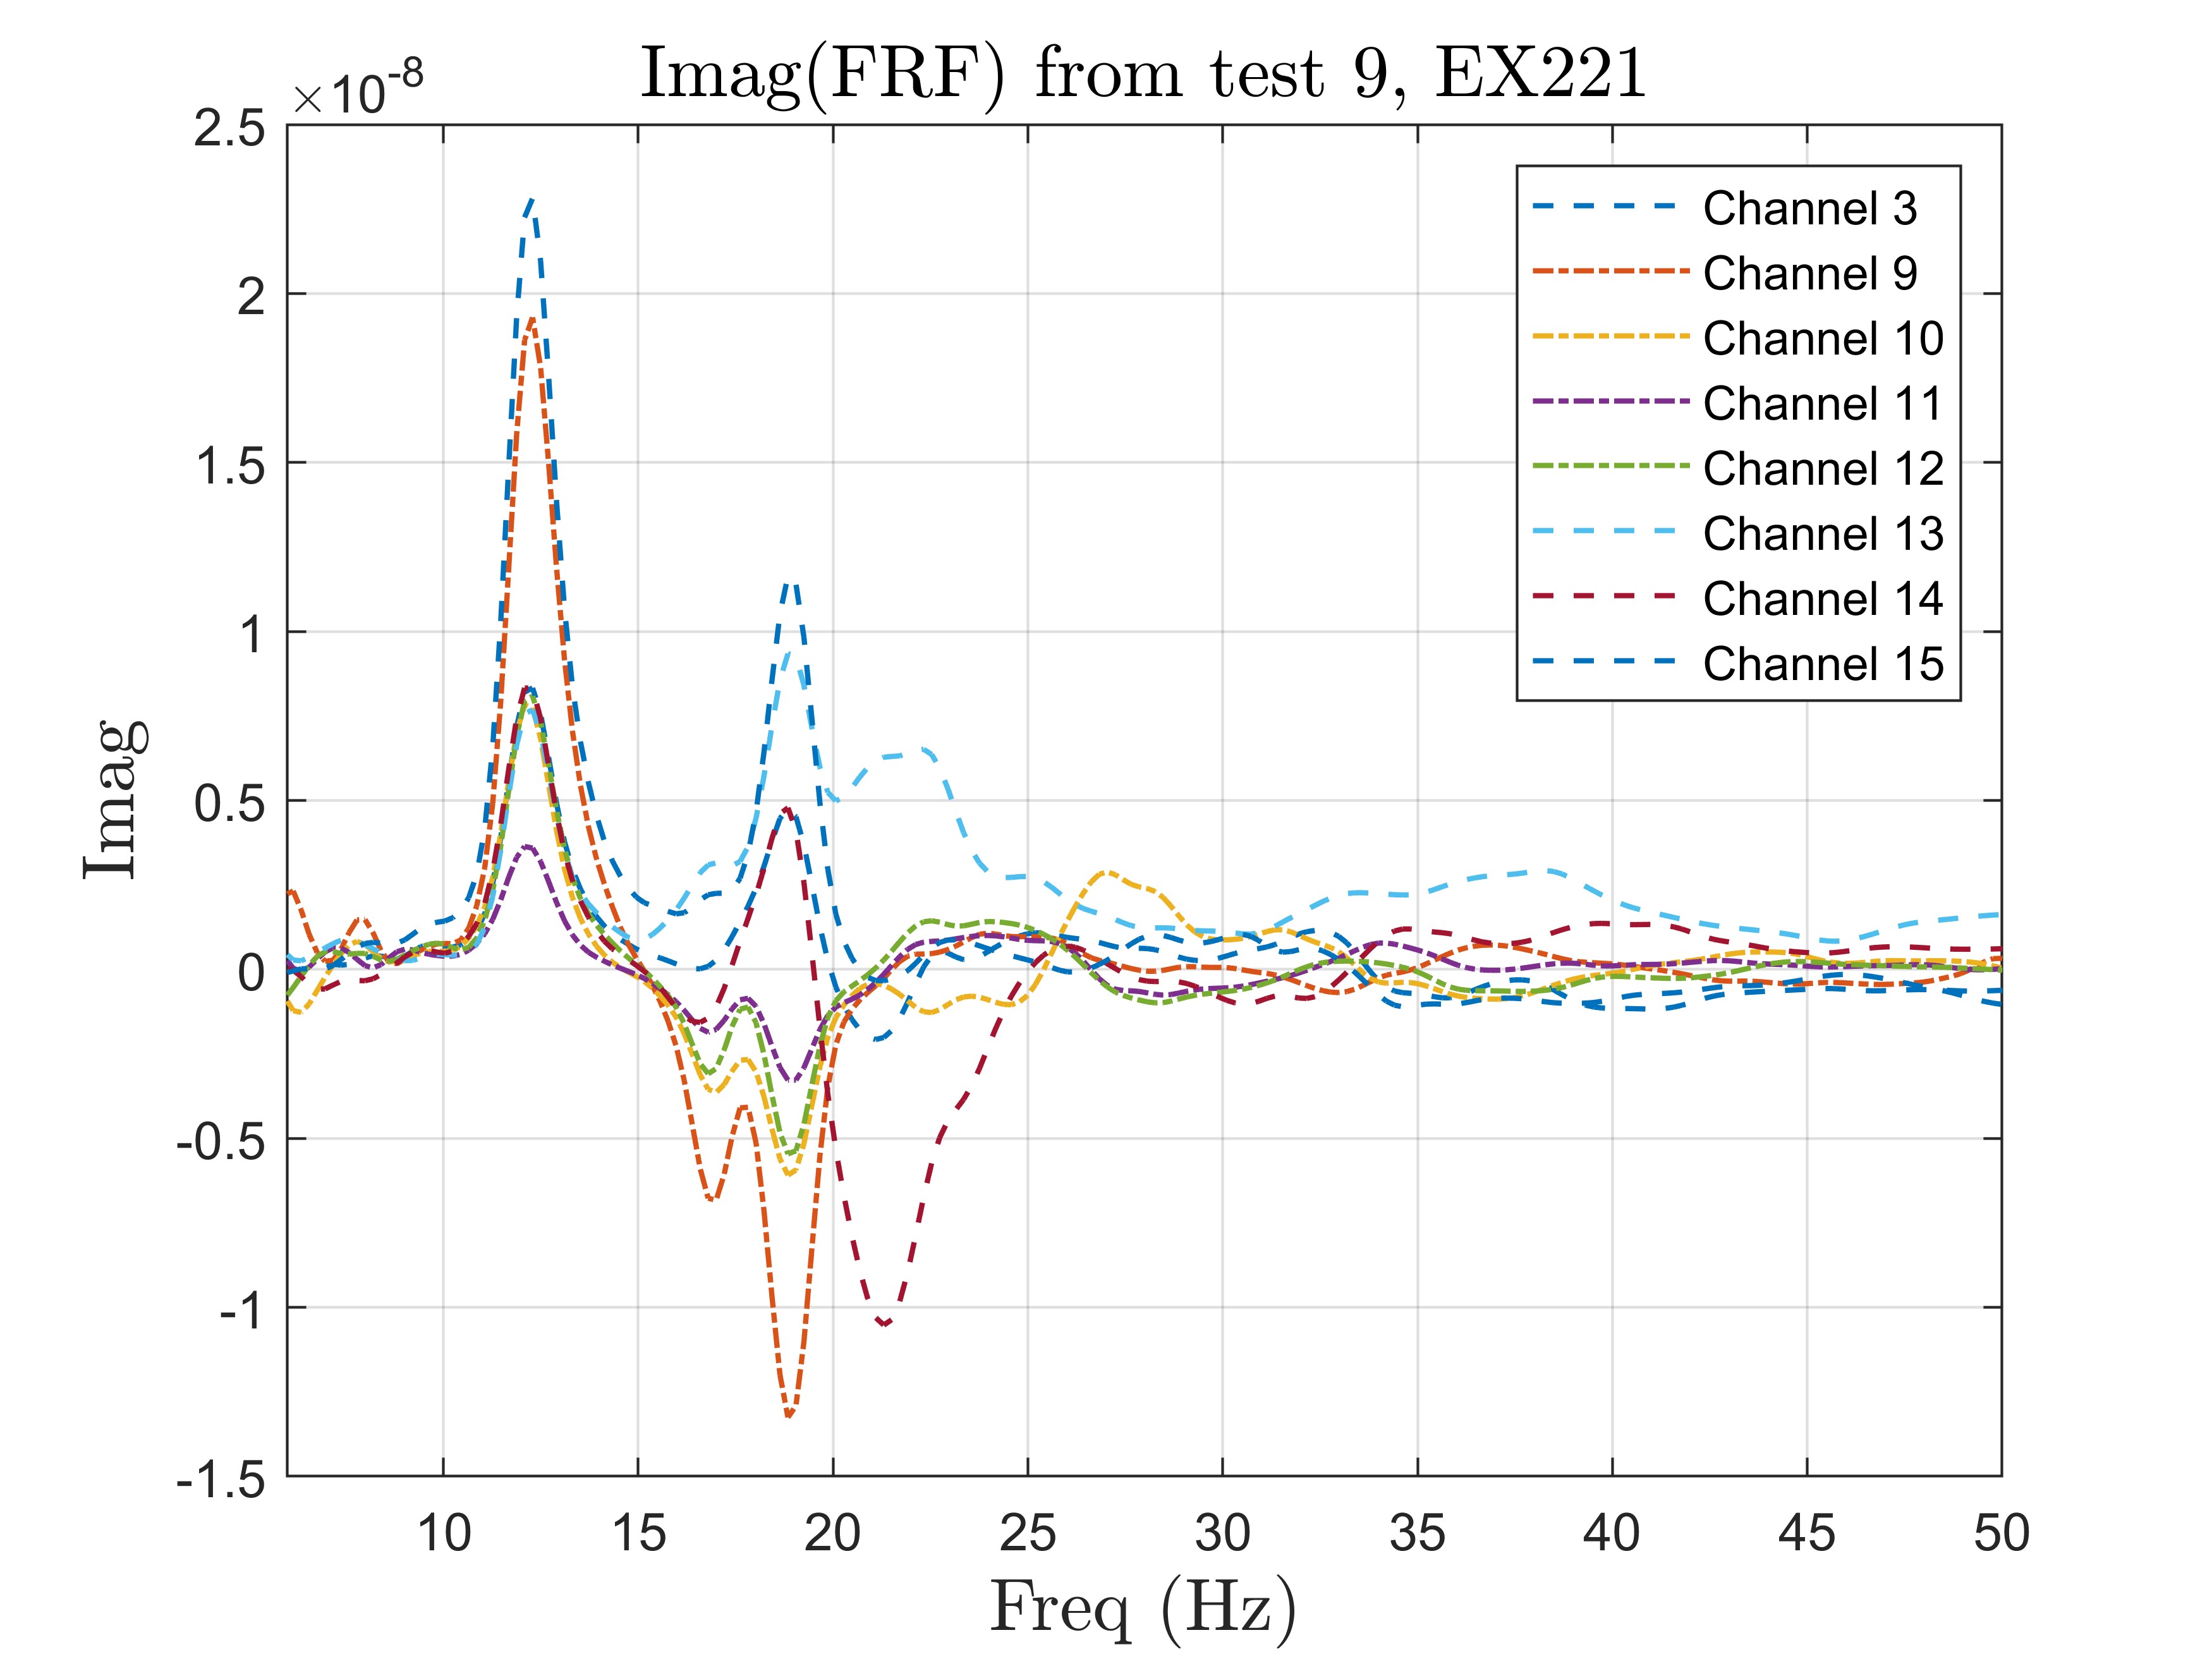 Imag(FRF) from test 9, EX221
×10-8
2.5
2
1.5
1
0.5
0
-0.5
-1
-1.5
Imag
10 15 20 25 30 35 40 45 50
Freq (Hz)
Channel 3
Channel 9
Channel 10
Channel 11
Channel 12
Channel 13
Channel 14
Channel 15